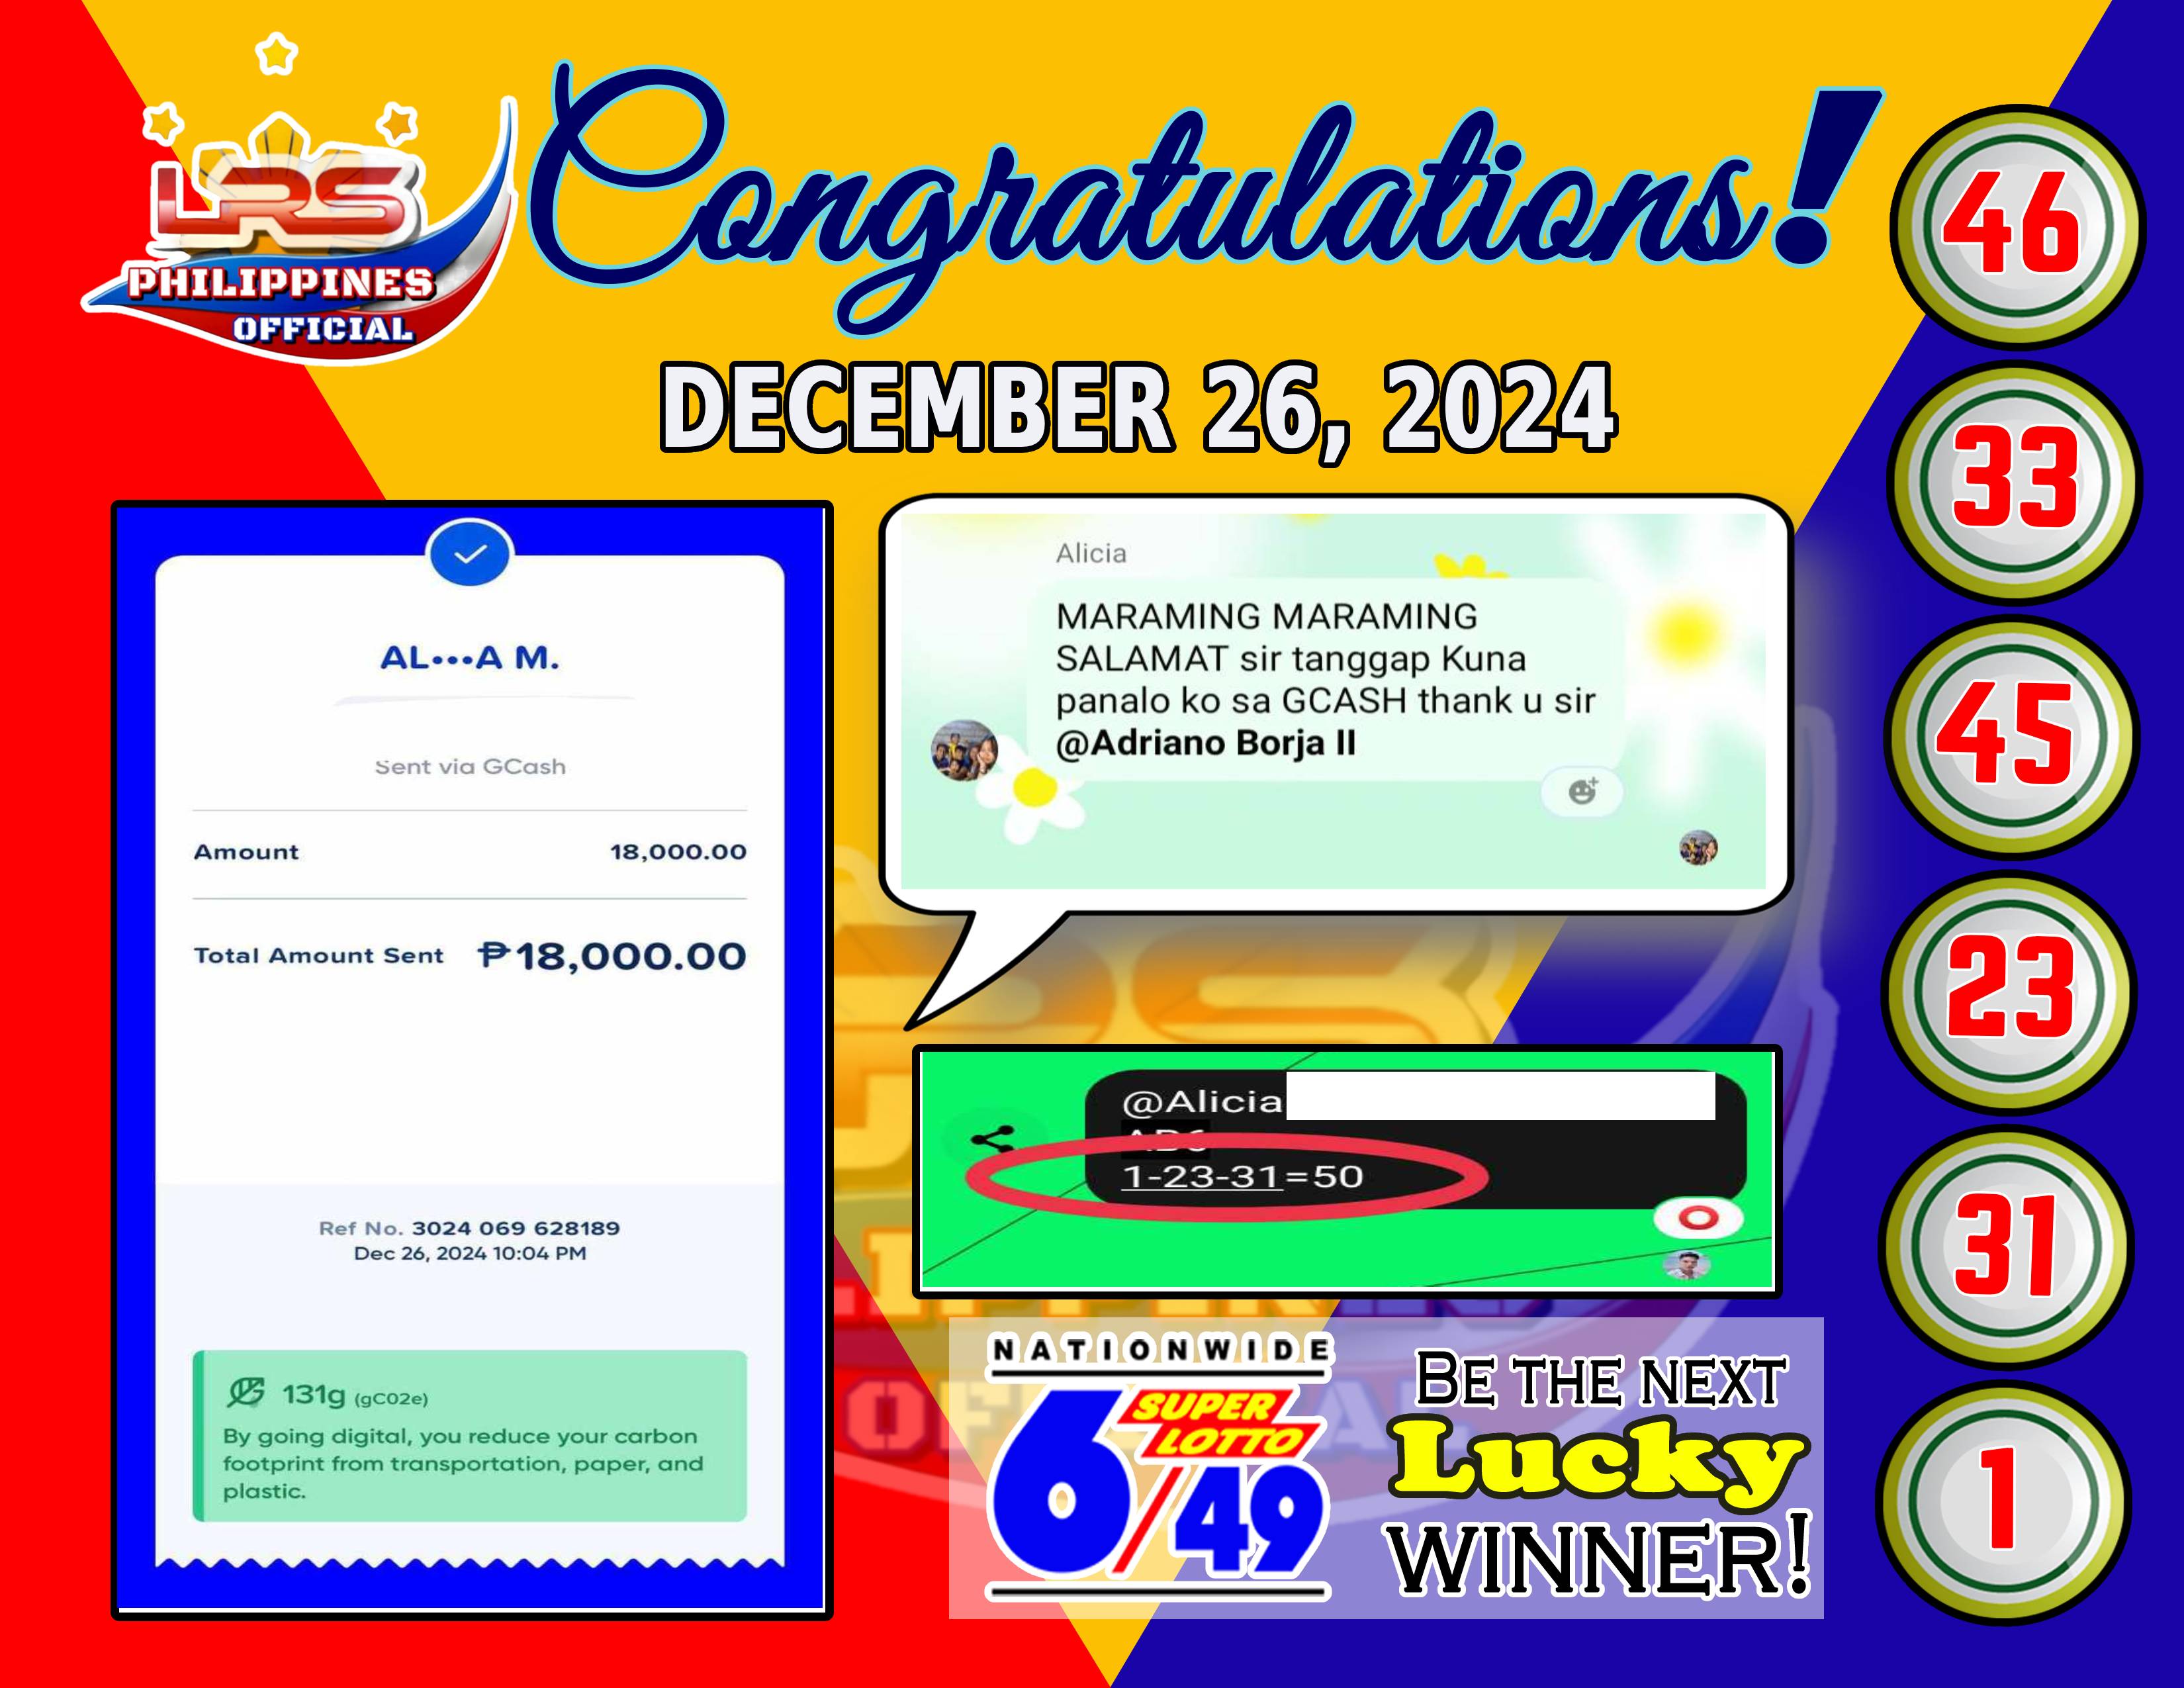 LRS
PHILIPPINES
OFFICIAL
Congratulations!
DECEMBER 26, 2024
AL•••A M.
Sent via GCash
Amount 18,000.00
Total Amount Sent ₱18,000.00
Ref No. 3024 069 628189
Dec 26, 2024 10:04 PM
131g (gCO2e)
By going digital, you reduce your carbon
footprint from transportation, paper, and
plastic.
Alicia
MARAMING MARAMING
SALAMAT sir tanggap Kuna
panalo ko sa GCASH thank u sir
@Adriano Borja II
@Alicia
1-23-31=50
NATIONWIDE
SUPER
LOTTO
6/49
BE THE NEXT
Lucky
WINNER!
46
33
45
23
31
1